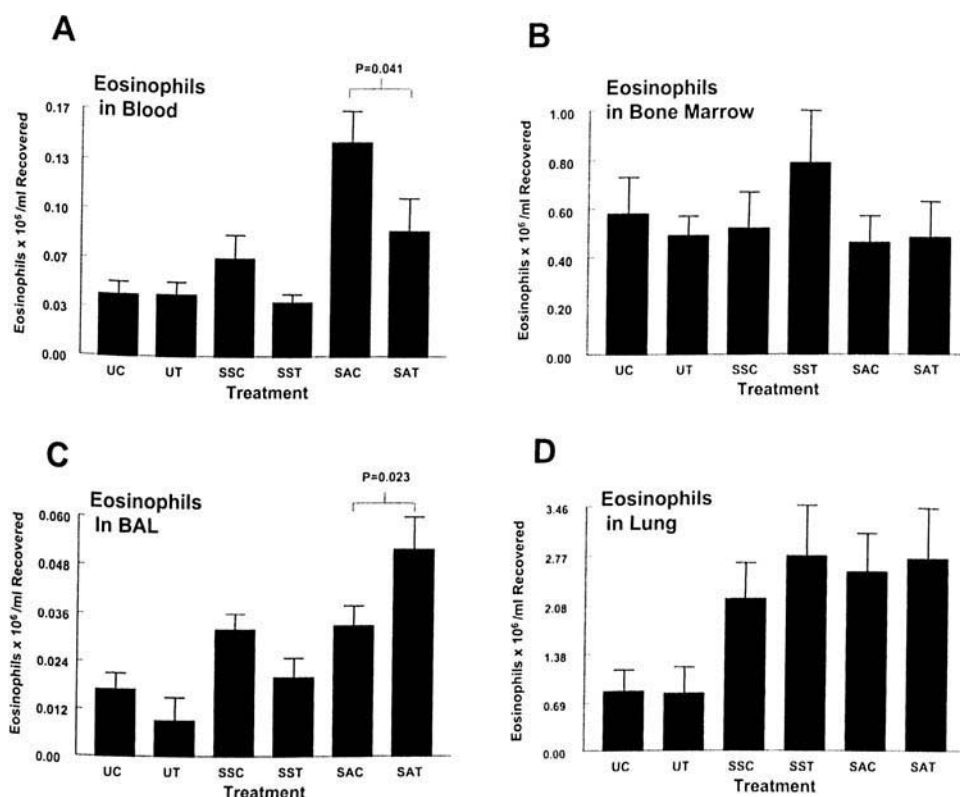 A
Eosinophils
in Blood
P=0.041
Eosinophils x 10⁶/ml Recovered
0.17
0.13
0.10
0.07
0.03
0.00
UC UT SSC SST SAC SAT
Treatment
B
Eosinophils
in Bone Marrow
Eosinophils x 10⁶/ml Recovered
1.00
0.80
0.60
0.40
0.20
0.00
UC UT SSC SST SAC SAT
Treatment
C
Eosinophils
In BAL
P=0.023
Eosinophils x 10⁶/ml Recovered
0.060
0.048
0.036
0.024
0.012
0.00
UC UT SSC SST SAC SAT
Treatment
D
Eosinophils
in Lung
Eosinophils x 10⁶/ml Recovered
3.46
2.77
2.08
1.38
0.69
0.00
UC UT SSC SST SAC SAT
Treatment